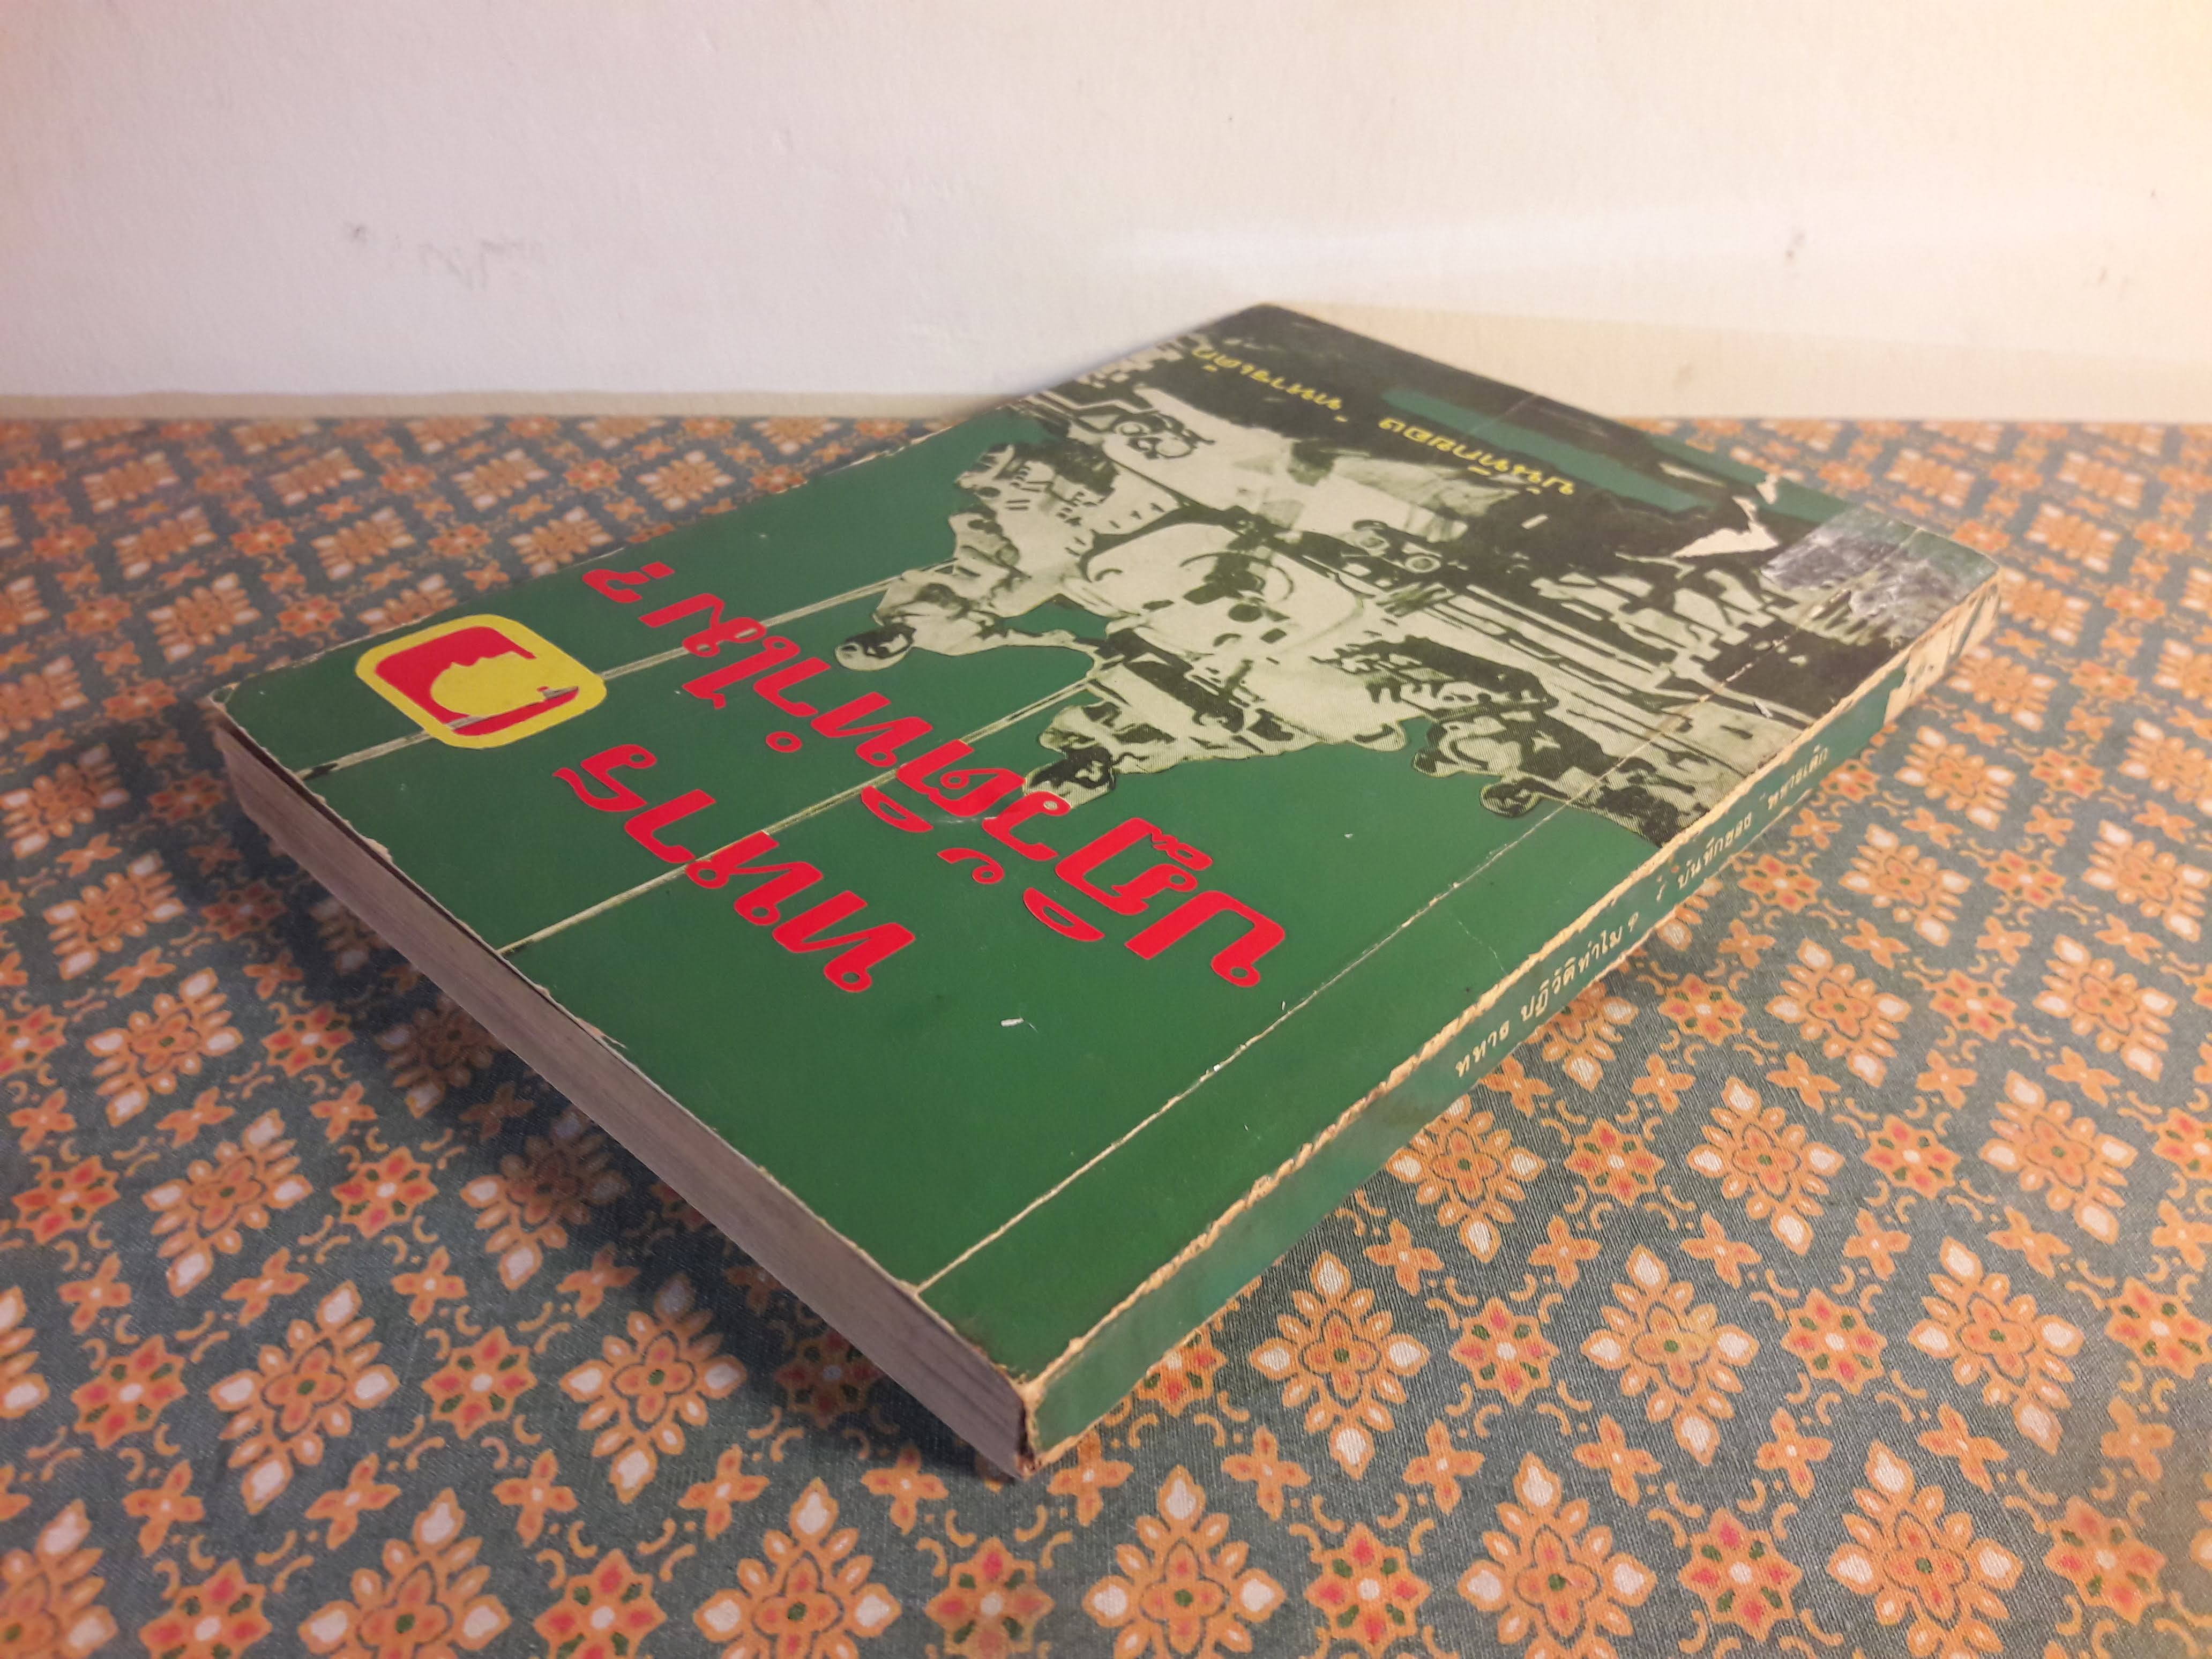 ทหาร
ปฏิวัติทำไม?
ทหาร ปฏิวัติทำไม ? / บันทึกของ "ทหารเด็ก"